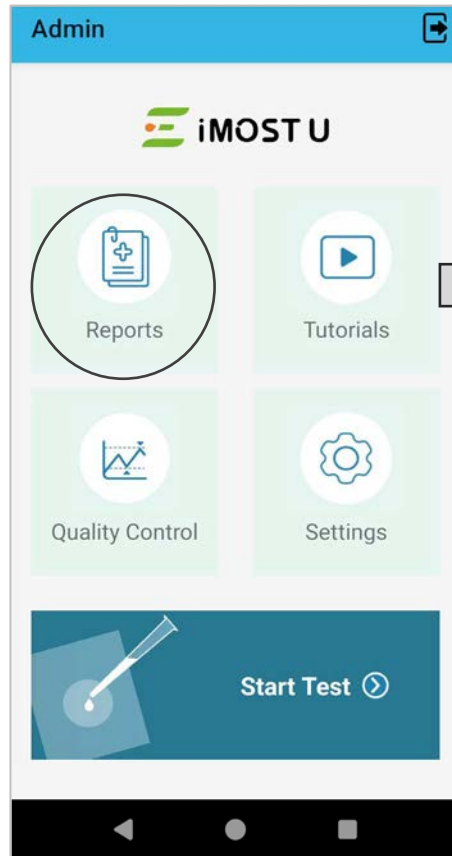 Admin
iMOST U
Reports
Tutorials
Quality Control
Settings
Start Test